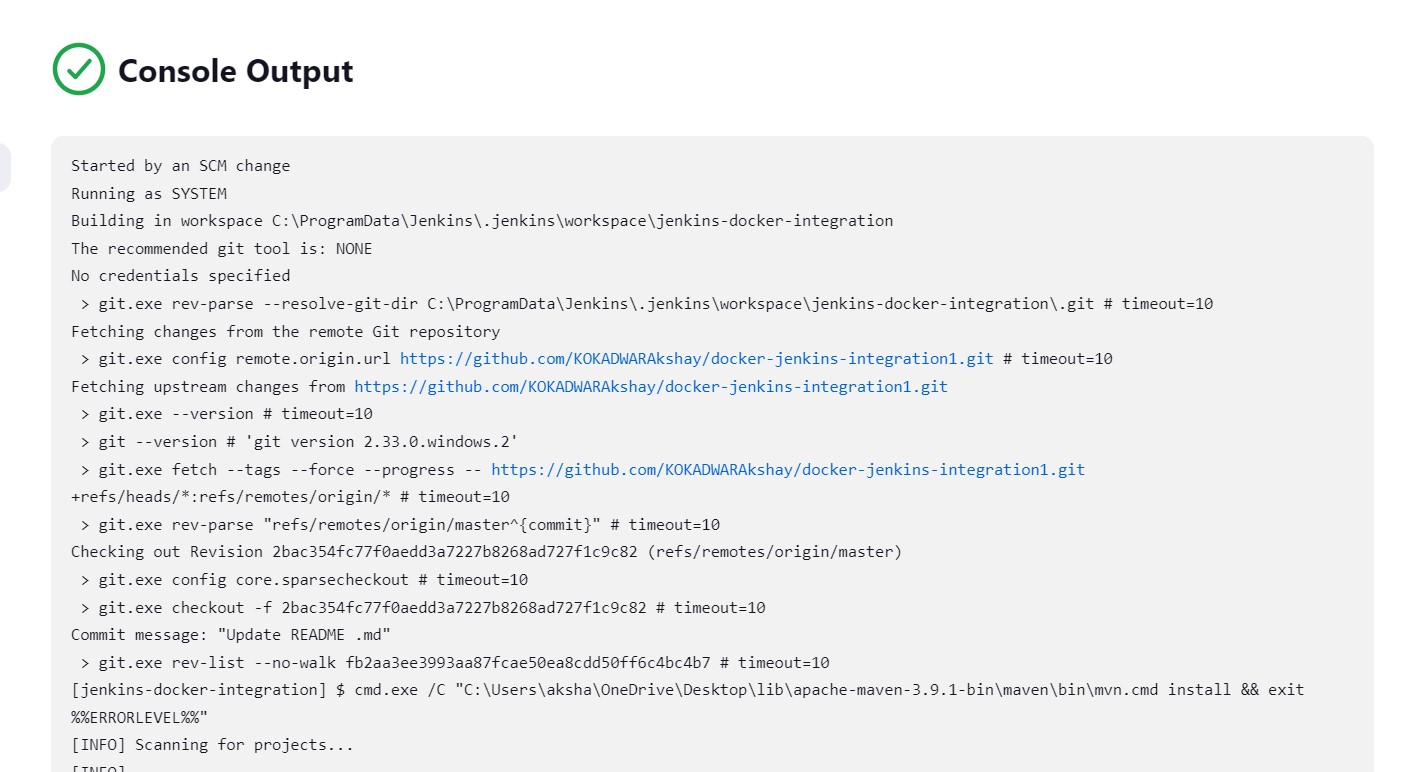 Console Output
Started by an SCM change
Running as SYSTEM
Building in workspace C:\ProgramData\Jenkins\.jenkins\workspace\jenkins-docker-integration
The recommended git tool is: NONE
No credentials specified
 > git.exe rev-parse --resolve-git-dir C:\ProgramData\Jenkins\.jenkins\workspace\jenkins-docker-integration\.git # timeout=10
Fetching changes from the remote Git repository
 > git.exe config remote.origin.url https://github.com/KOKADWARAkshay/docker-jenkins-integration1.git # timeout=10
Fetching upstream changes from https://github.com/KOKADWARAkshay/docker-jenkins-integration1.git
 > git.exe --version # timeout=10
 > git --version # 'git version 2.33.0.windows.2'
 > git.exe fetch --tags --force --progress -- https://github.com/KOKADWARAkshay/docker-jenkins-integration1.git
+refs/heads/*:refs/remotes/origin/* # timeout=10
 > git.exe rev-parse "refs/remotes/origin/master^{commit}" # timeout=10
Checking out Revision 2bac354fc77f0aedd3a7227b8268ad727f1c9c82 (refs/remotes/origin/master)
 > git.exe config core.sparsecheckout # timeout=10
 > git.exe checkout -f 2bac354fc77f0aedd3a7227b8268ad727f1c9c82 # timeout=10
Commit message: "Update README .md"
 > git.exe rev-list --no-walk fb2aa3ee3993aa87fcae50ea8cdd50ff6c4bc4b7 # timeout=10
[jenkins-docker-integration] $ cmd.exe /C "C:\Users\aksha\OneDrive\Desktop\lib\apache-maven-3.9.1-bin\maven\bin\mvn.cmd install && exit
%%ERRORLEVEL%%"
[INFO] Scanning for projects...
[INFO]